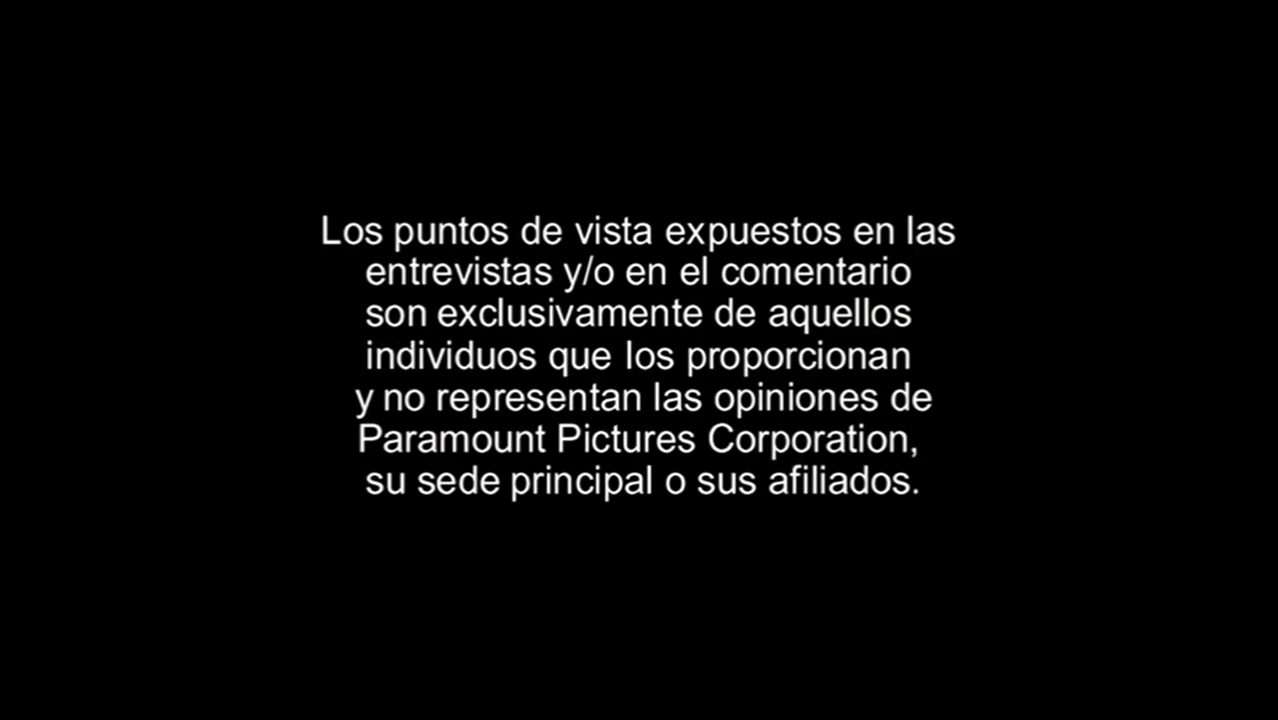 Los puntos de vista expuestos en las
entrevistas y/o en el comentario
son exclusivamente de aquellos
individuos que los proporcionan
y no representan las opiniones de
Paramount Pictures Corporation,
su sede principal o sus afiliados.